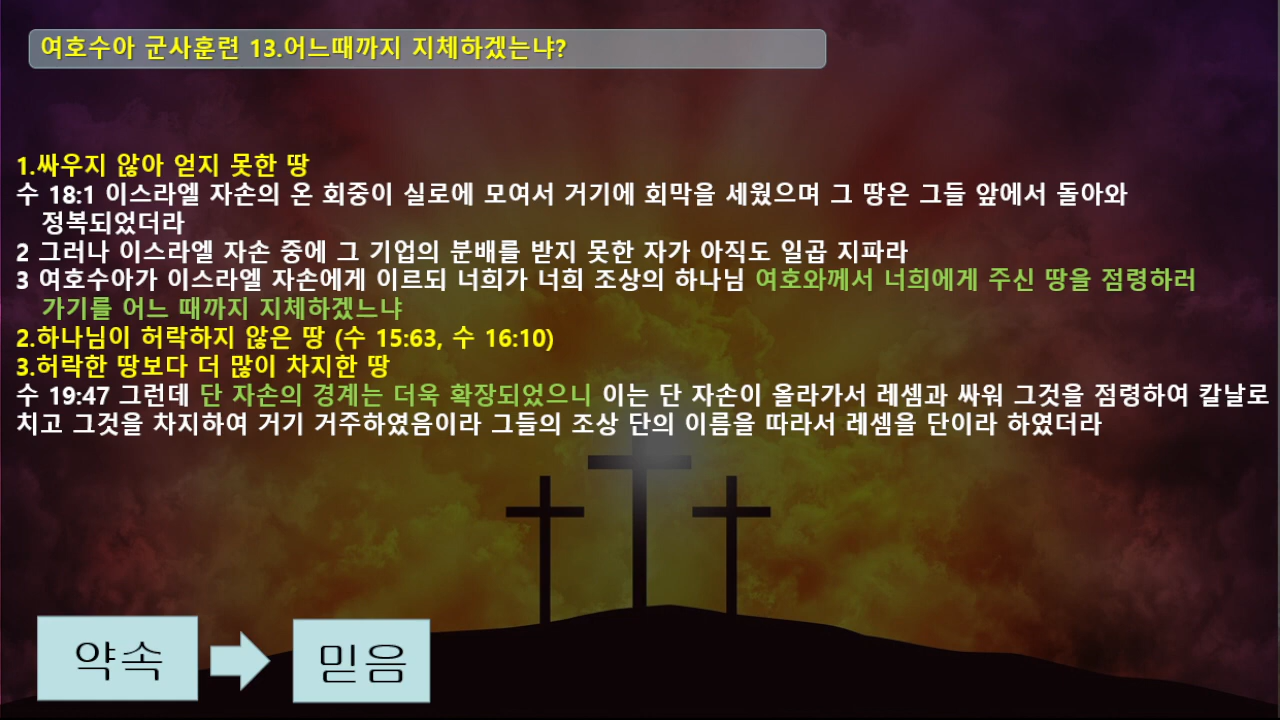 여호수아 군사훈련 13.어느때까지 지체하겠는냐?
1.싸우지 않아 얻지 못한 땅
수 18:1 이스라엘 자손의 온 회중이 실로에 모여서 거기에 회막을 세웠으며 그 땅은 그들 앞에서 돌아와
정복되었더라
2 그러나 이스라엘 자손 중에 그 기업의 분배를 받지 못한 자가 아직도 일곱 지파라
3 여호수아가 이스라엘 자손에게 이르되 너희가 너희 조상의 하나님 여호와께서 너희에게 주신 땅을 점령하러
가기를 어느 때까지 지체하겠느냐
2.하나님이 허락하지 않은 땅 (수 15:63, 수 16:10)
3.허락한 땅보다 더 많이 차지한 땅
수 19:47 그런데 단 자손의 경계는 더욱 확장되었으니 이는 단 자손이 올라가서 레셈과 싸워 그것을 점령하여 칼날로
치고 그것을 차지하여 거기 거주하였음이라 그들의 조상 단의 이름을 따라서 레셈을 단이라 하였더라
약속
믿음